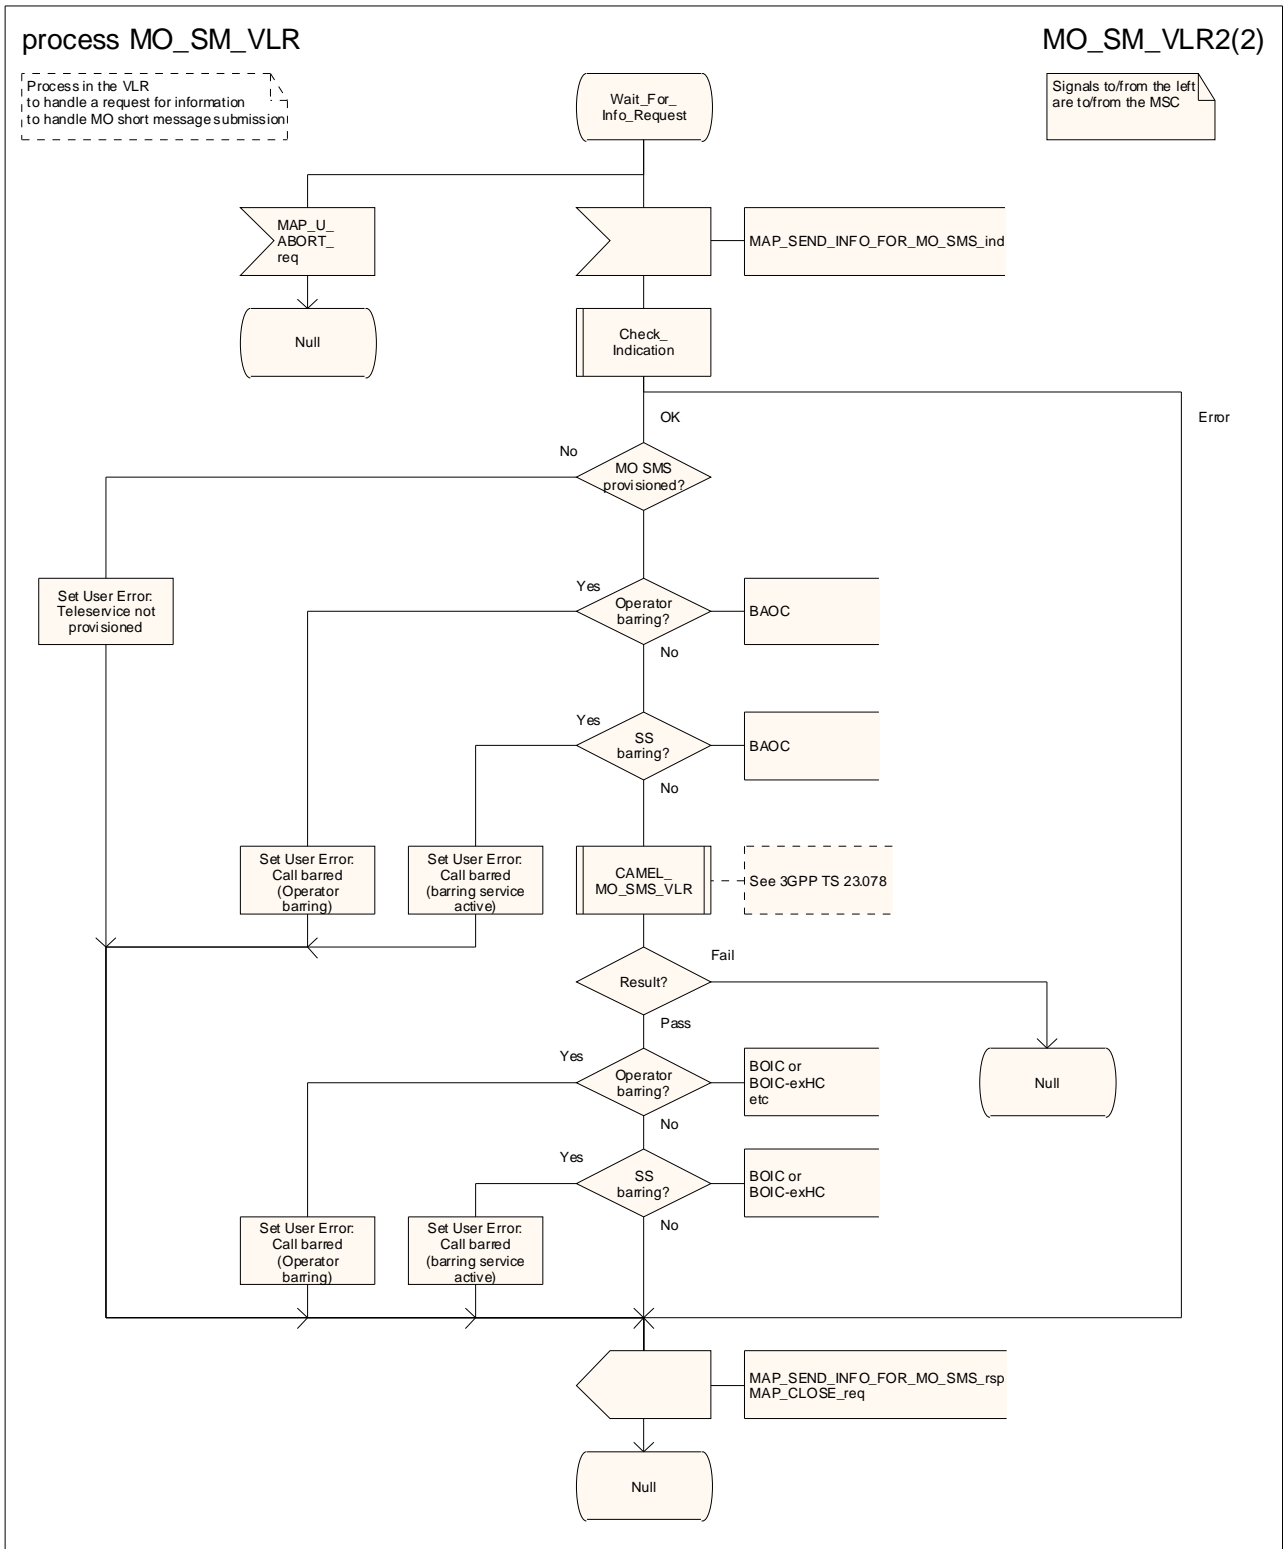 process MO_SM_VLR
MO_SM_VLR2(2)
Process in the VLR
to handle a request for information
to handle MO short message submission
Wait_For_
Info_Request
Signals to/from the left
are to/from the MSC
MAP_U_
ABORT_
req
MAP_SEND_INFO_FOR_MO_SMS_ind
Null
Check_
Indication
OK
Error
No
MO SMS
provisioned?
Set User Error:
Teleservice not
provisioned
Yes
Operator
barring?
BAOC
No
Yes
SS
barring?
BAOC
No
Set User Error:
Call barred
(Operator
barring)
Set User Error:
Call barred
(barring service
active)
CAMEL_
MO_SMS_VLR
See 3GPP TS 23.078
Result?
Fail
Pass
Null
Yes
Operator
barring?
BOIC or
BOIC-exHC
etc
No
Yes
SS
barring?
BOIC or
BOIC-exHC
No
Set User Error:
Call barred
(Operator
barring)
Set User Error:
Call barred
(barring service
active)
MAP_SEND_INFO_FOR_MO_SMS_rsp
MAP_CLOSE_req
Null